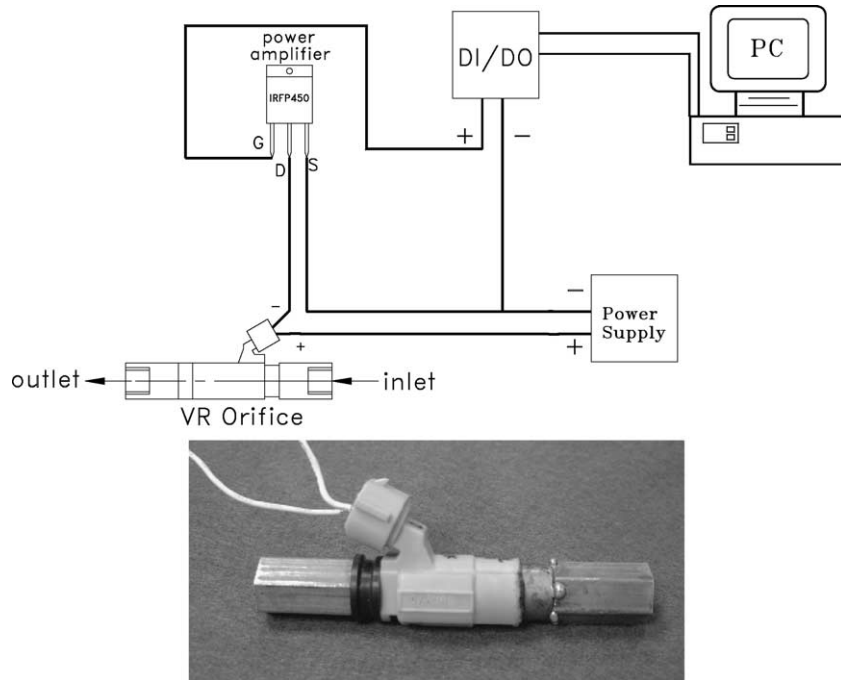 power
amplifier
IRFP450
G
D
S
DI/DO
+
−
PC
−
+
−
+
Power
Supply
outlet
inlet
VR Orifice